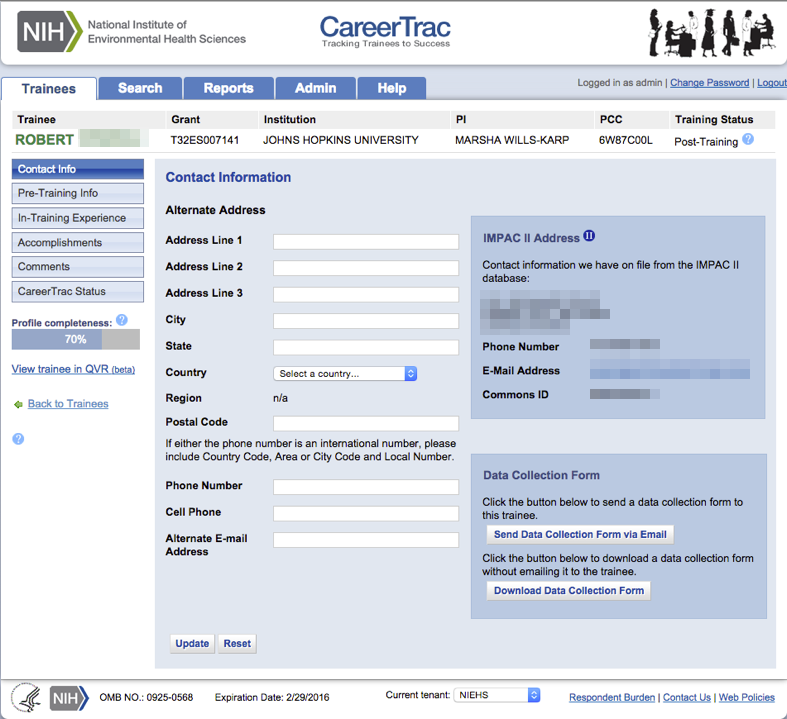 NIH National Institute of
Environmental Health Sciences
CareerTrac
Tracking Trainees to Success
Trainees Search Reports Admin Help
Logged in as admin | Change Password | Logout
Trainee Grant Institution PI PCC Training Status
ROBERT T32ES007141 JOHNS HOPKINS UNIVERSITY MARSHA WILLS-KARP 6W87C00L Post-Training ?
Contact Info
Pre-Training Info
In-Training Experience
Accomplishments
Comments
CareerTrac Status
Profile completeness: ?
70%
View trainee in QVR (beta)
Back to Trainees
?
Contact Information
Alternate Address
Address Line 1
Address Line 2
Address Line 3
City
State
Country Select a country...
Region n/a
Postal Code
If either the phone number is an international number, please
include Country Code, Area or City Code and Local Number.
Phone Number
Cell Phone
Alternate E-mail
Address
Update Reset
IMPAC II Address II
Contact information we have on file from the IMPAC II
database:
Phone Number
E-Mail Address
Commons ID
Data Collection Form
Click the button below to send a data collection form to
this trainee.
Send Data Collection Form via Email
Click the button below to download a data collection form
without emailing it to the trainee.
Download Data Collection Form
NIH OMB NO.: 0925-0568 Expiration Date: 2/29/2016 Current tenant: NIEHS Respondent Burden | Contact Us | Web Policies